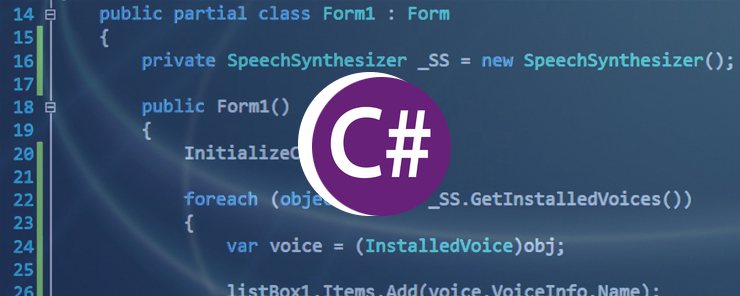 14 public partial class Form1 : Form
15 {
16 private SpeechSynthesizer _SS = new SpeechSynthesizer();
17
18 public Form1()
19 {
20 InitializeC
21
22 foreach (obje _SS.GetInstalledVoices())
23 {
24 var voice = (InstalledVoice)obj;
25
26 listBox1.Items.Add(voice.VoiceInfo.Name);
C#